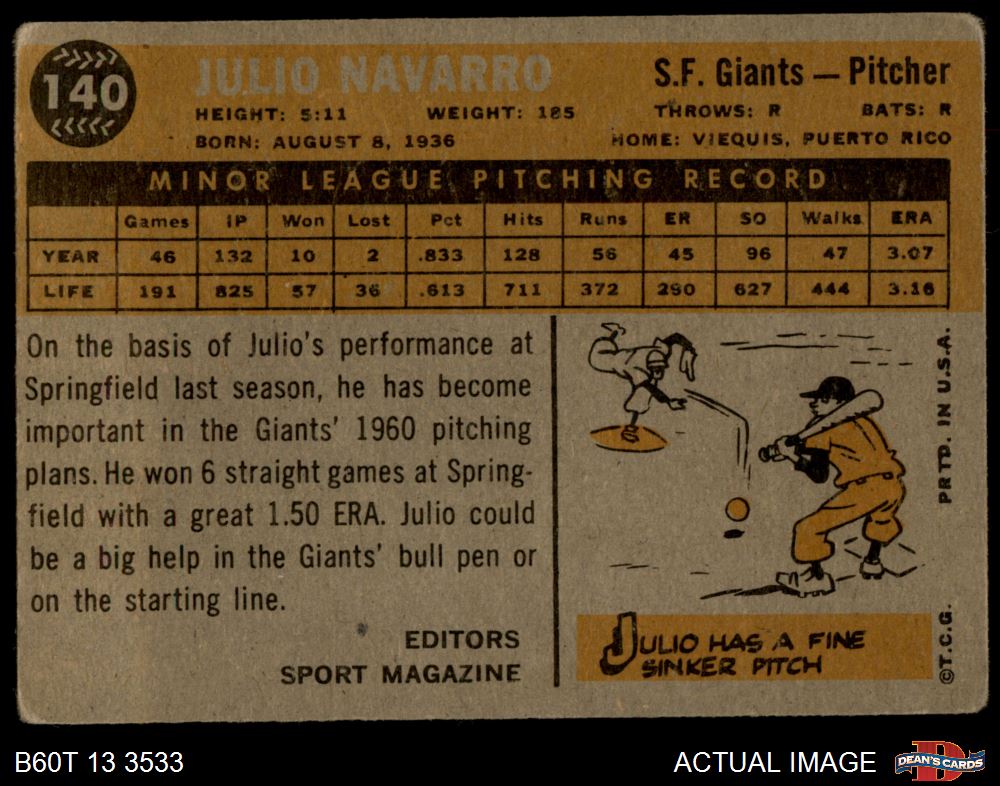 140
JULIO NAVARRO
S.F. Giants — Pitcher
HEIGHT: 5:11 WEIGHT: 185 THROWS: R BATS: R
BORN: AUGUST 8, 1936 HOME: VIEQUIS, PUERTO RICO
MINOR LEAGUE PITCHING RECORD
Games IP Won Lost Pct Hits Runs ER SO Walks ERA
YEAR 46 132 10 2 .833 128 56 45 96 47 3.07
LIFE 191 825 57 36 .613 711 372 290 627 444 3.16
On the basis of Julio's performance at
Springfield last season, he has become
important in the Giants' 1960 pitching
plans. He won 6 straight games at Spring-
field with a great 1.50 ERA. Julio could
be a big help in the Giants' bull pen or
on the starting line.
EDITORS
SPORT MAGAZINE
JULIO HAS A FINE
SINKER PITCH
PRTD. IN U.S.A.
©T.C.G.
B60T 13 3533
ACTUAL IMAGE
D
DEAN'S CARDS